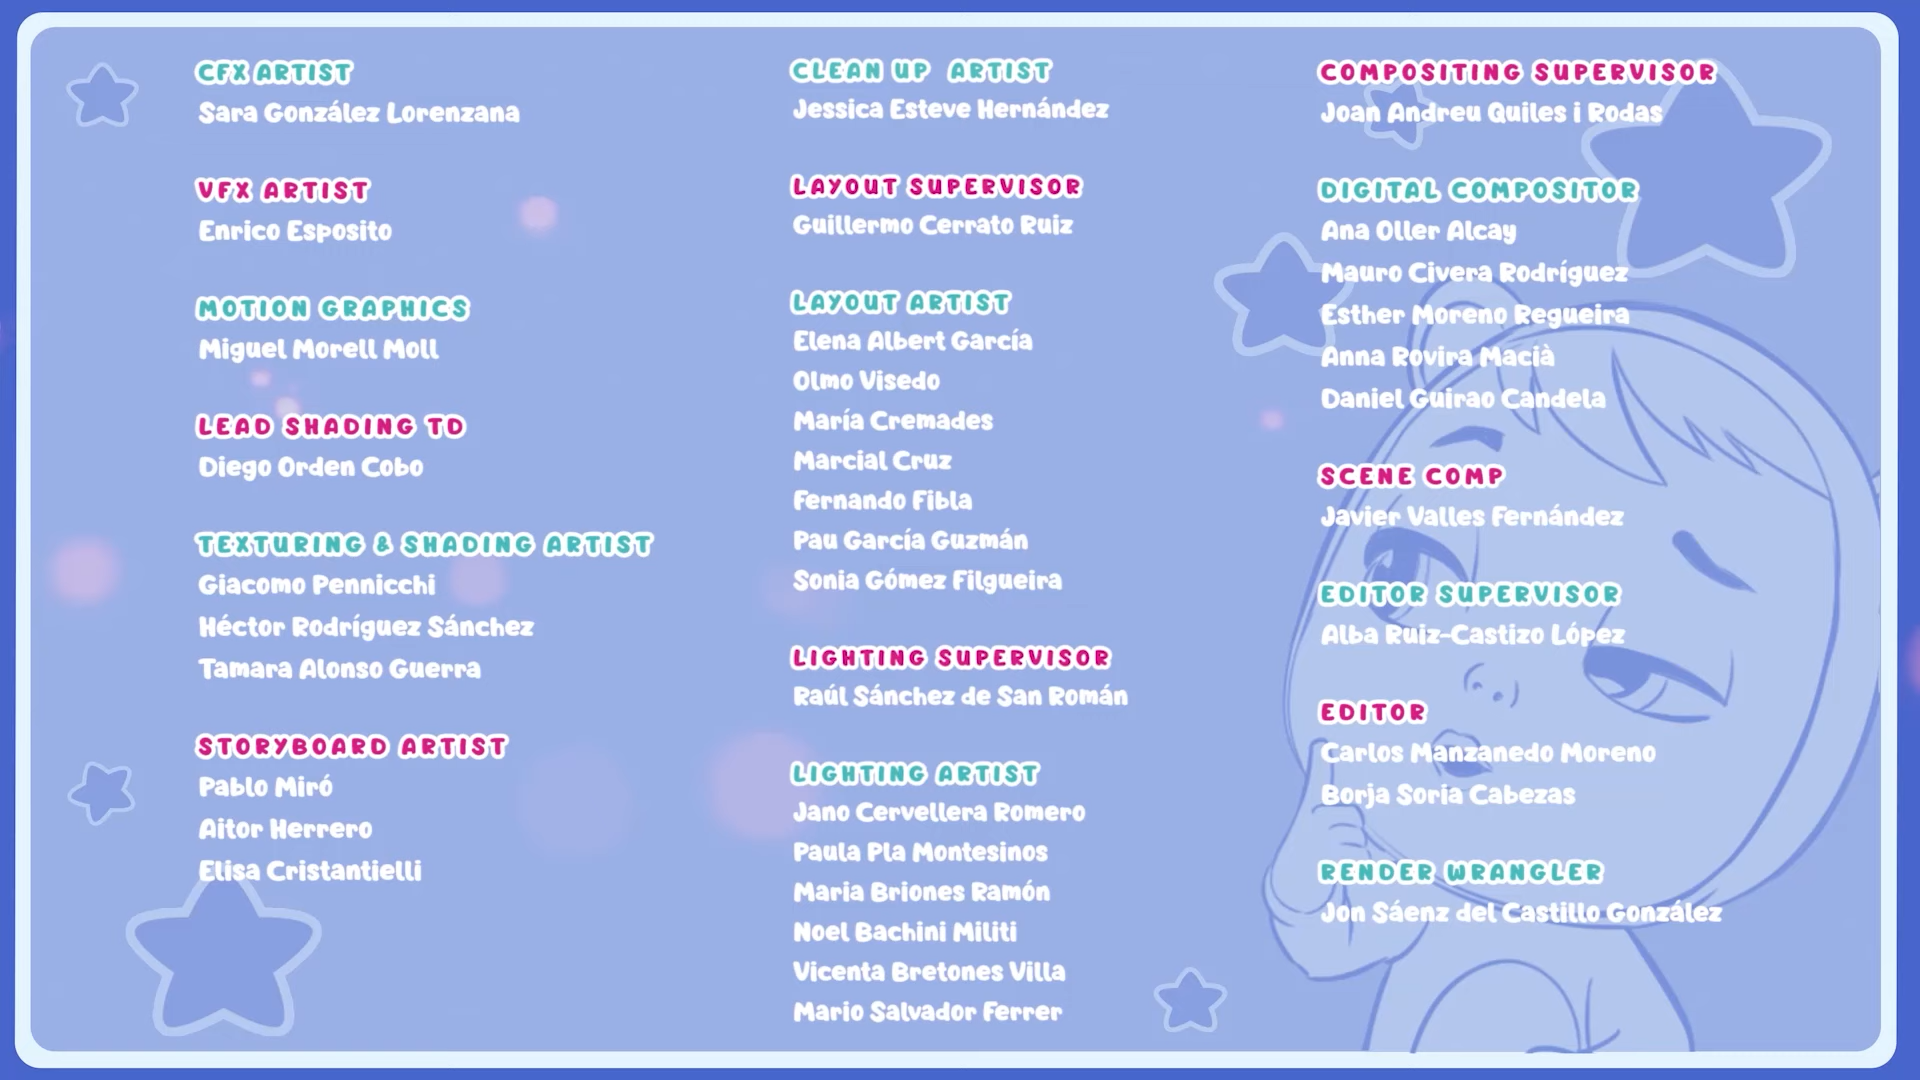 CFX ARTIST
Sara González Lorenzana
VFX ARTIST
Enrico Esposito
MOTION GRAPHICS
Miguel Morell Moll
LEAD SHADING TD
Diego Orden Cobo
TEXTURING & SHADING ARTIST
Giacomo Pennicchi
Héctor Rodríguez Sánchez
Tamara Alonso Guerra
STORYBOARD ARTIST
Pablo Miró
Aitor Herrero
Elisa Cristantielli
CLEAN UP ARTIST
Jessica Esteve Hernández
LAYOUT SUPERVISOR
Guillermo Cerrato Ruiz
LAYOUT ARTIST
Elena Albert García
Olmo Visedo
María Cremades
Marcial Cruz
Fernando Fibla
Pau García Guzmán
Sonia Gómez Filgueira
LIGHTING SUPERVISOR
Raúl Sánchez de San Román
LIGHTING ARTIST
Jano Cervellera Romero
Paula Pla Montesinos
Maria Briones Ramón
Noel Bachini Militi
Vicenta Bretones Villa
Mario Salvador Ferrer
COMPOSITING SUPERVISOR
Joan Andreu Quiles i Rodas
DIGITAL COMPOSITOR
Ana Oller Alcay
Mauro Civera Rodríguez
Esther Moreno Regueira
Anna Rovira Macià
Daniel Guirao Candela
SCENE COMP
Javier Valles Fernández
EDITOR SUPERVISOR
Alba Ruiz-Castizo López
EDITOR
Carlos Manzanedo Moreno
Borja Soria Cabezas
RENDER WRANGLER
Jon Sáenz del Castillo González